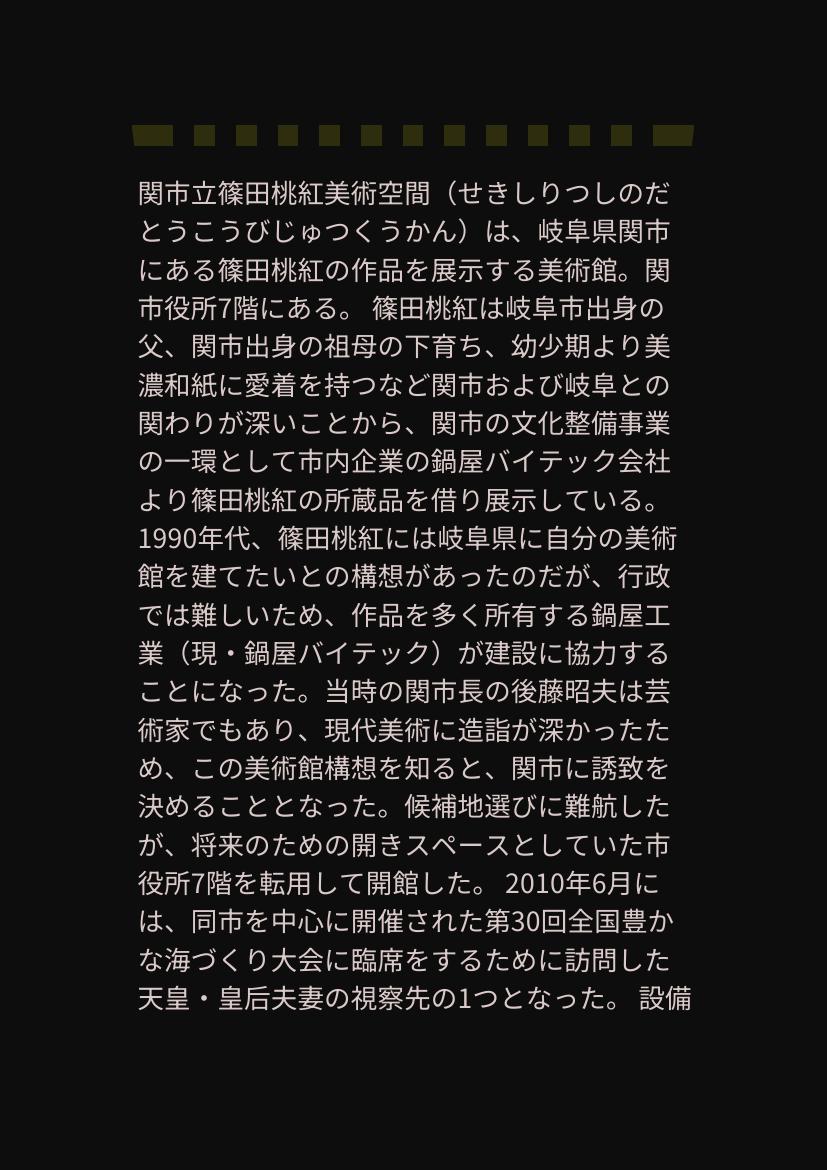 関市立篠田桃紅美術空間（せきしりつしのだ
とうこうびじゅつくうかん）は、岐阜県関市
にある篠田桃紅の作品を展示する美術館。関
市役所7階にある。 篠田桃紅は岐阜市出身の
父、関市出身の祖母の下育ち、幼少期より美
濃和紙に愛着を持つなど関市および岐阜との
関わりが深いことから、関市の文化整備事業
の一環として市内企業の鍋屋バイテック会社
より篠田桃紅の所蔵品を借り展示している。
1990年代、篠田桃紅には岐阜県に自分の美術
館を建てたいとの構想があったのだが、行政
では難しいため、作品を多く所有する鍋屋工
業（現・鍋屋バイテック）が建設に協力する
ことになった。当時の関市長の後藤昭夫は芸
術家でもあり、現代美術に造詣が深かったた
め、この美術館構想を知ると、関市に誘致を
決めることとなった。候補地選びに難航した
が、将来のための開きスペースとしていた市
役所7階を転用して開館した。 2010年6月に
は、同市を中心に開催された第30回全国豊か
な海づくり大会に臨席をするために訪問した
天皇・皇后夫妻の視察先の1つとなった。 設備